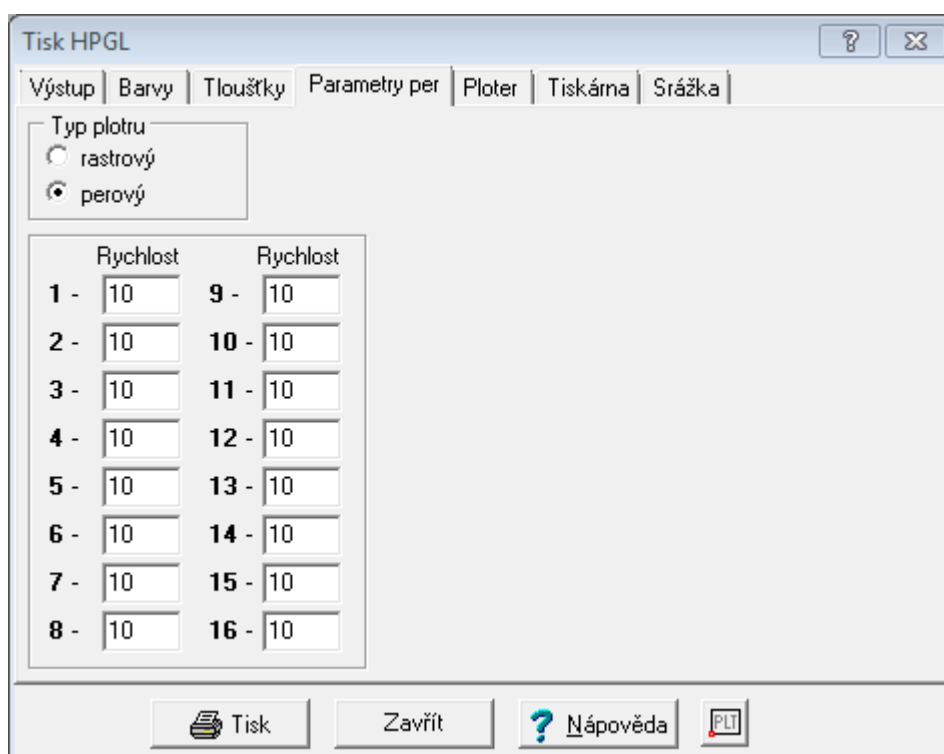 Tisk HPGL
Výstup Barvy Tloušťky Parametry per Ploter Tiskárna Srážka
Typ plotru
rastrový
perový
Rychlost Rychlost
1 - 10 9 - 10
2 - 10 10 - 10
3 - 10 11 - 10
4 - 10 12 - 10
5 - 10 13 - 10
6 - 10 14 - 10
7 - 10 15 - 10
8 - 10 16 - 10
Tisk Zavřít Nápověda PLT